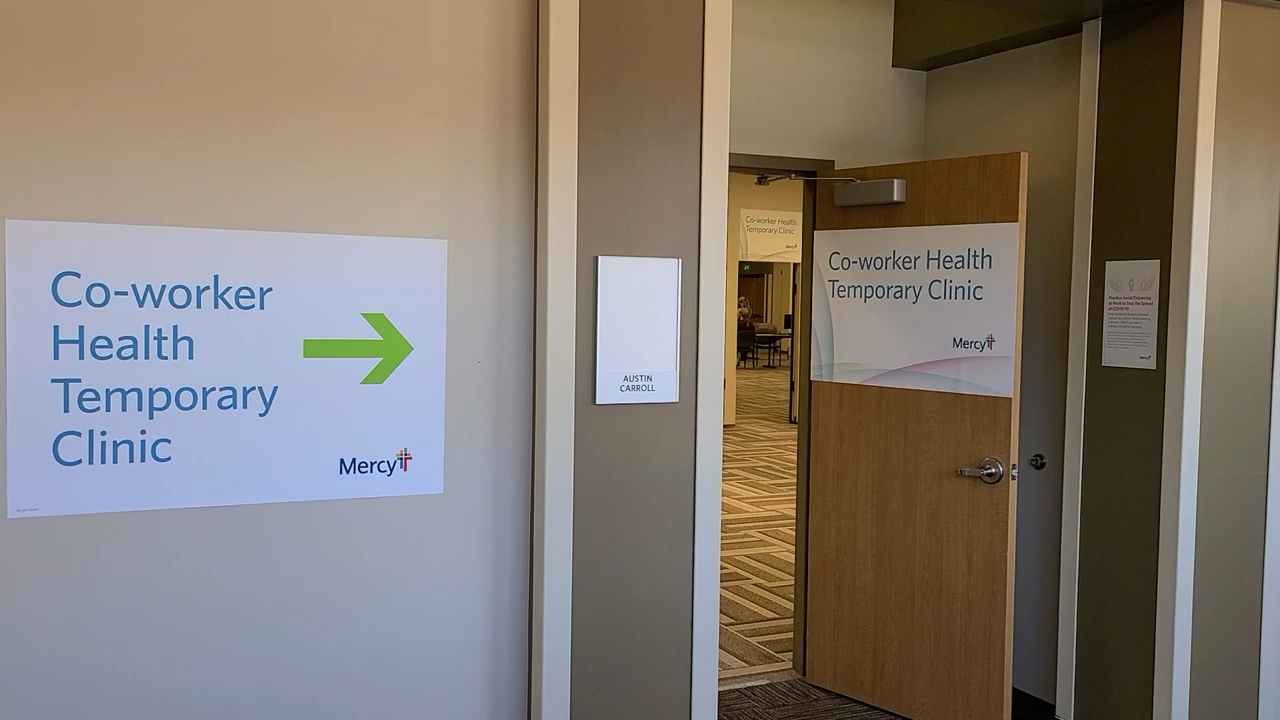 Co-worker
Health
Temporary
Clinic
Mercy
AUSTIN
CARROLL
Co-worker Health
Temporary Clinic
Mercy
Co-worker Health
Temporary Clinic
Mercy
Practice Social Distancing
at Work to Stop the Spread
of COVID-19
Mercy